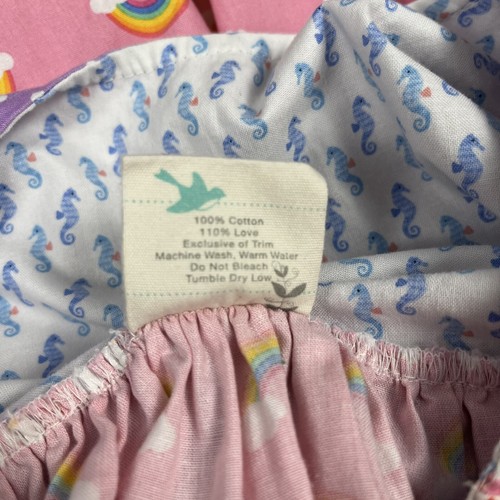 100% Cotton
110% Love
Exclusive of Trim
Machine Wash, Warm Water
Do Not Bleach
Tumble Dry Low